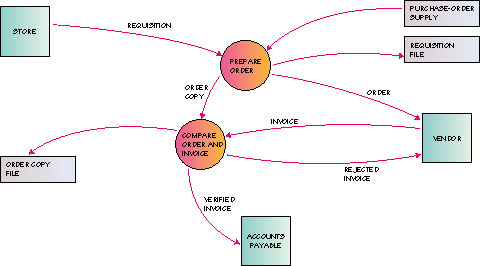 PURCHASE-ORDER
SUPPLY
REQUISITION
STORE
REQUISITION
FILE
PREPARE
ORDER
ORDER
COPY
ORDER
INVOICE
COMPARE
ORDER AND
INVOICE
VENDOR
ORDER COPY
FILE
REJECTED
INVOICE
VERIFIED
INVOICE
ACCOUNTS
PAYABLE